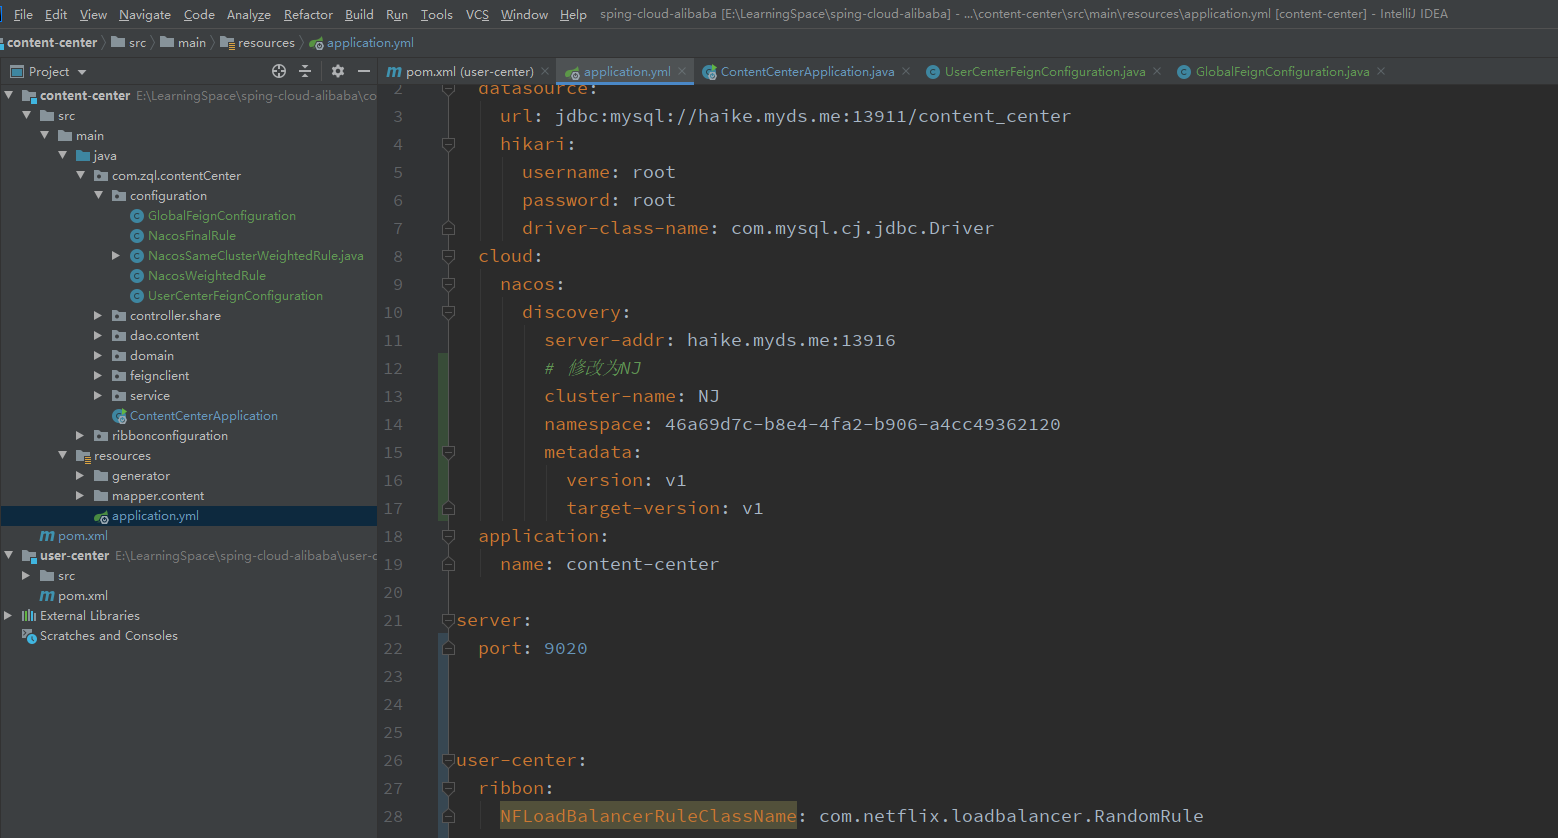 File Edit View Navigate Code Analyze Refactor Build Run Tools VCS Window Help sping-cloud-alibaba [E:\LearningSpace\sping-cloud-alibaba] - ...\content-center\src\main\resources\application.yml [content-center] - IntelliJ IDEA
content-center src main resources application.yml
Project
pom.xml (user-center) application.yml ContentCenterApplication.java UserCenterFeignConfiguration.java GlobalFeignConfiguration.java
content-center E:\LearningSpace\sping-cloud-alibaba\co
src
main
java
com.zql.contentCenter
configuration
GlobalFeignConfiguration
NacosFinalRule
NacosSameClusterWeightedRule.java
NacosWeightedRule
UserCenterFeignConfiguration
controller.share
dao.content
domain
feignclient
service
ContentCenterApplication
ribbonconfiguration
resources
generator
mapper.content
application.yml
pom.xml
user-center E:\LearningSpace\sping-cloud-alibaba\user-c
src
pom.xml
External Libraries
Scratches and Consoles
2 datasource:
3 url: jdbc:mysql://haike.myds.me:13911/content_center
4 hikari:
5 username: root
6 password: root
7 driver-class-name: com.mysql.cj.jdbc.Driver
8 cloud:
9 nacos:
10 discovery:
11 server-addr: haike.myds.me:13916
12 # 修改为NJ
13 cluster-name: NJ
14 namespace: 46a69d7c-b8e4-4fa2-b906-a4cc49362120
15 metadata:
16 version: v1
17 target-version: v1
18 application:
19 name: content-center
20
21 server:
22 port: 9020
23
24
25
26 user-center:
27 ribbon:
28 NFLoadBalancerRuleClassName: com.netflix.loadbalancer.RandomRule